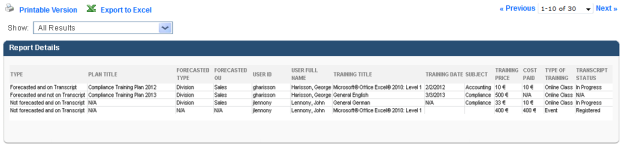 Printable Version Export to Excel « Previous 1-10 of 30 Next »
Show: All Results
Report Details
TYPE PLAN TITLE FORECASTED TYPE FORECASTED OU USER ID USER FULL NAME TRAINING TITLE TRAINING DATE SUBJECT TRAINING PRICE COST PAID TYPE OF TRAINING TRANSCRIPT STATUS
Forecasted and on Transcript Compliance Training Plan 2012 Division Sales gharisson Harisson, George Microsoft® Office Excel® 2010: Level 1 2/2/2012 Accounting 10 € 10 € Online Class In Progress
Forecasted and not on Transcript Compliance Training Plan 2013 Division Sales gharisson Harisson, George General English 3/3/2013 Compliance 500 € N/A Online Class N/A
Not forecasted and on Transcript N/A Division Sales jlennony Lennony, John General German N/A Compliance 33 € 10 € Online Class In Progress
Not forecasted and on Transcript N/A N/A N/A jlennony Lennony, John Microsoft® Office Excel® 2010: Level 1 400 € 400 € Event Registered